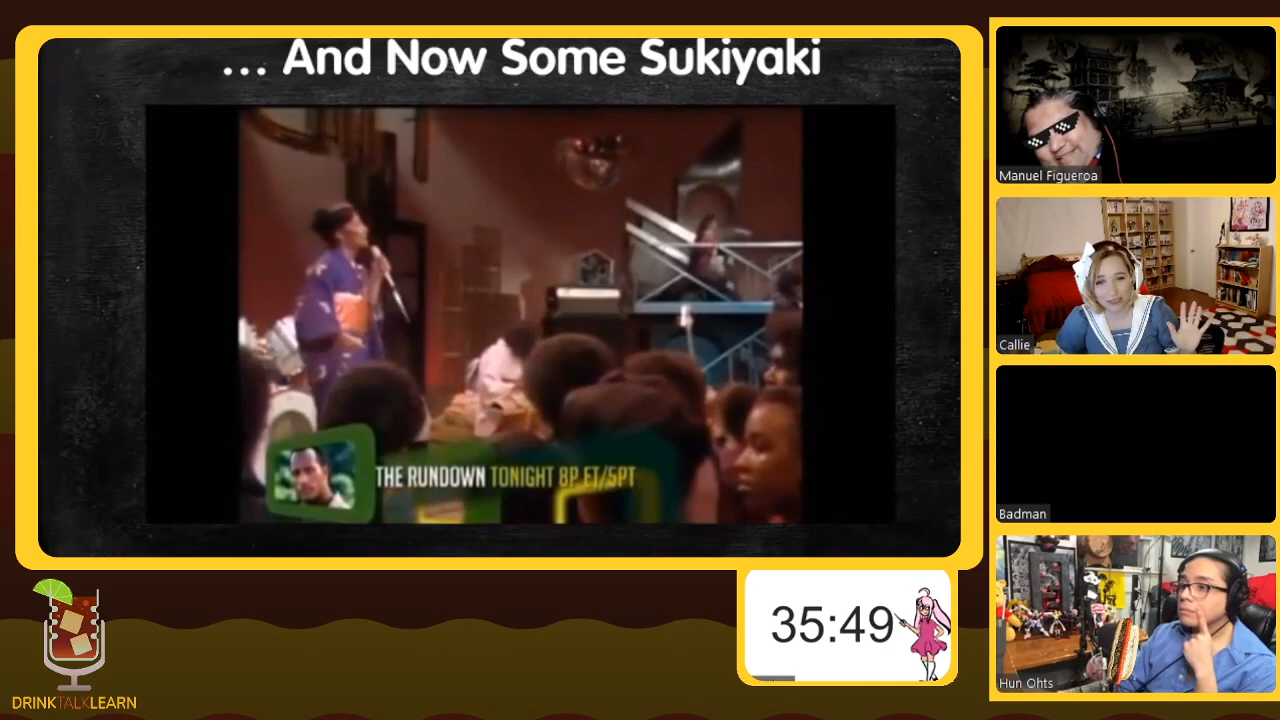 ... And Now Some Sukiyaki
THE RUNDOWN TONIGHT 8P ET/5PT
Manuel Figueroa
Callie
Badman
Hun Ohts
35:49
DRINKTALKLEARN